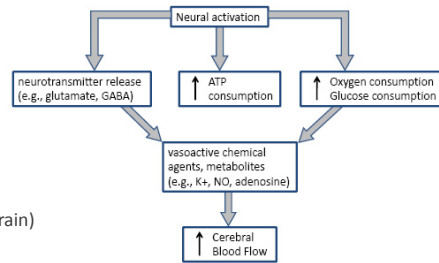 Neural activation
neurotransmitter release
(e.g., glutamate, GABA)
↑ ATP
consumption
↑ Oxygen consumption
Glucose consumption
vasoactive chemical
agents, metabolites
(e.g., K+, NO, adenosine)
rain)
↑ Cerebral
Blood Flow